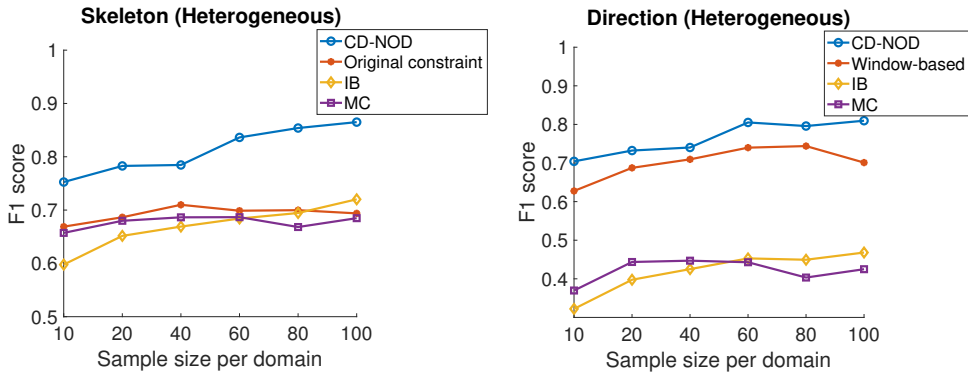 Skeleton (Heterogeneous)
CD-NOD
Original constraint
IB
MC
1
0.9
0.8
0.7
0.6
0.5
F1 score
10 20 40 60 80 100
Sample size per domain
Direction (Heterogeneous)
CD-NOD
Window-based
IB
MC
1
0.9
0.8
0.7
0.6
0.5
0.4
F1 score
10 20 40 60 80 100
Sample size per domain